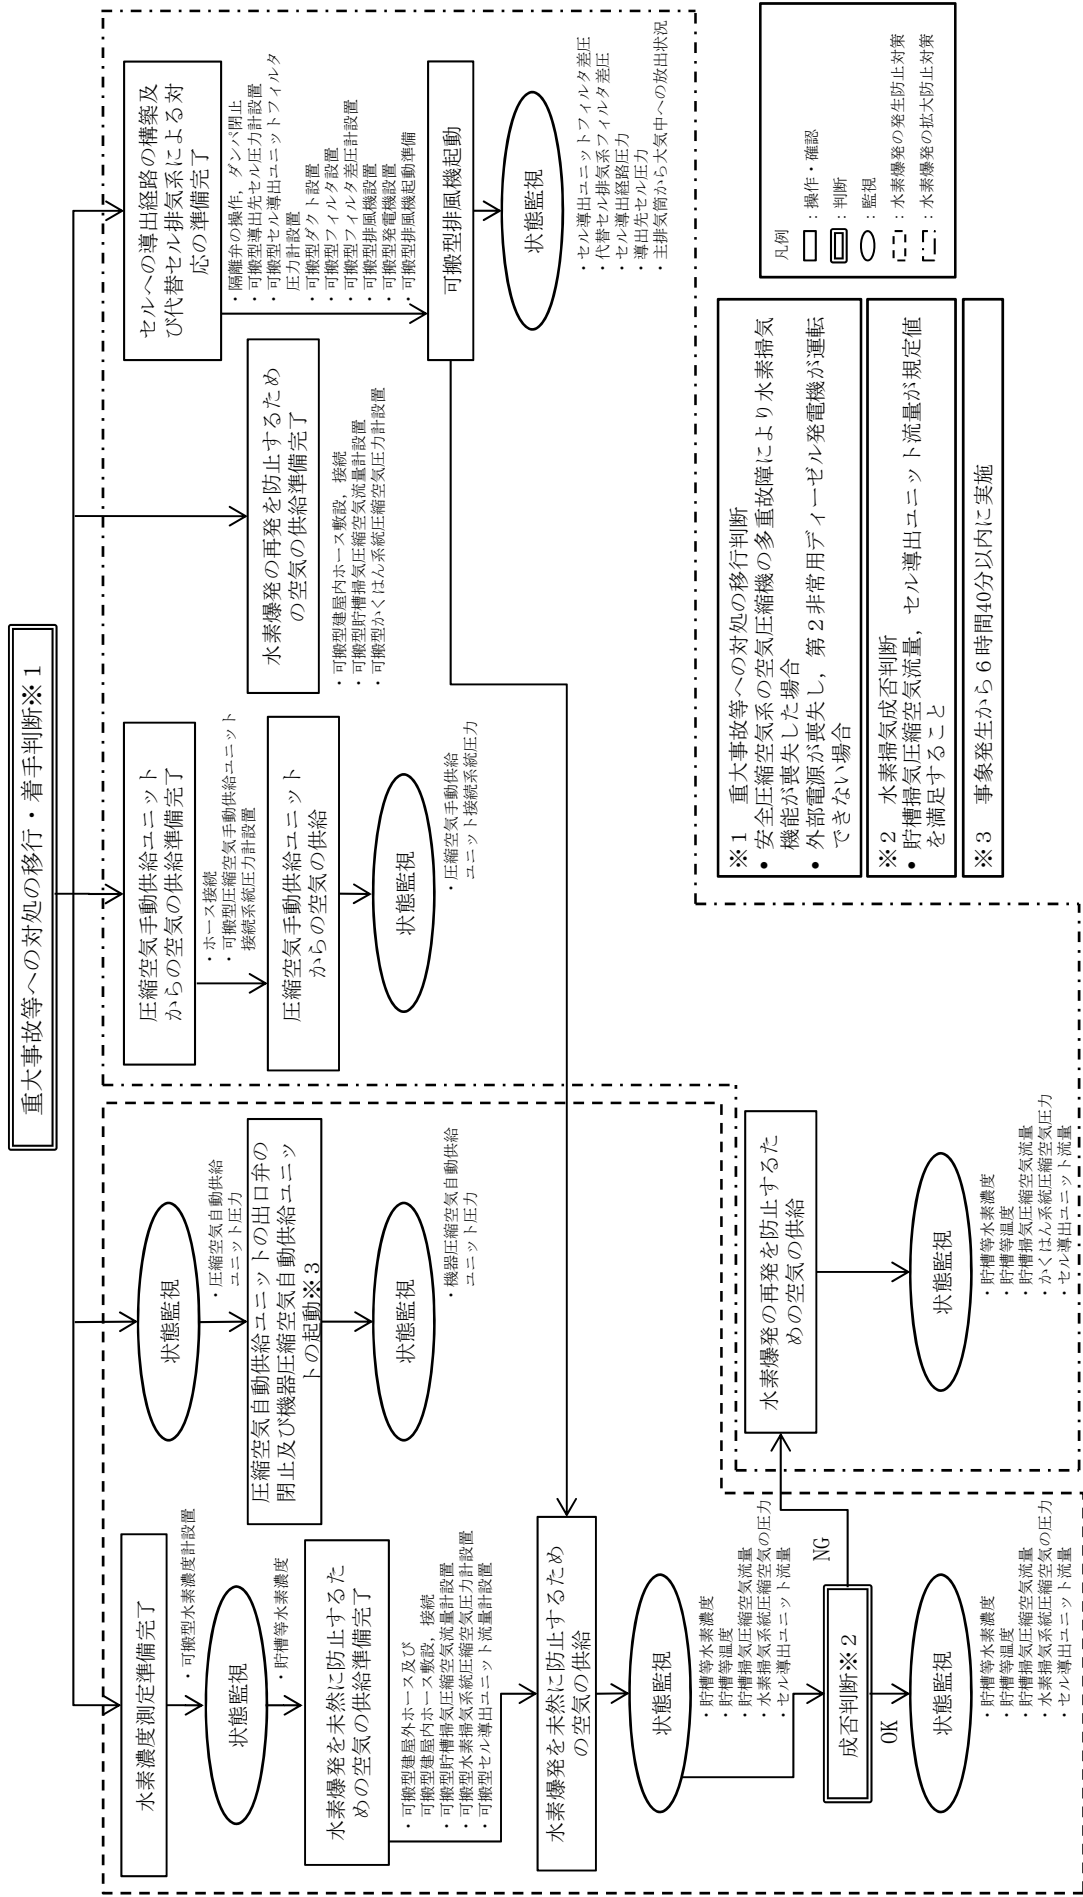 重大事故等への対処の移行・着手判断※1
水素濃度測定準備完了
・可搬型水素濃度計設置
状態監視
・貯槽等水素濃度
水素爆発を未然に防止するた
めの空気の供給準備完了
・可搬型建屋外ホース及び
可搬型建屋内ホース敷設，接続
・可搬型貯槽掃気圧縮空気流量計設置
・可搬型水素掃気系統圧縮空気圧力計設置
・可搬型セル導出ユニット流量計設置
水素爆発を未然に防止するため
の空気の供給
状態監視
・貯槽等水素濃度
・貯槽等温度
・貯槽掃気圧縮空気流量
・水素掃気系統圧縮空気の圧力
・セル導出ユニット流量
成否判断※2
NG
OK
状態監視
・貯槽等水素濃度
・貯槽等温度
・貯槽掃気圧縮空気流量
・水素掃気系統圧縮空気の圧力
・セル導出ユニット流量
状態監視
・圧縮空気自動供給
ユニット圧力
圧縮空気自動供給ユニットの出口弁の
閉止及び機器圧縮空気自動供給ユニッ
トの起動※3
状態監視
・機器圧縮空気自動供給
ユニット圧力
水素爆発の再発を防止するた
めの空気の供給
状態監視
・貯槽等水素濃度
・貯槽等温度
・貯槽掃気圧縮空気流量
・かくはん系統圧縮空気圧力
・セル導出ユニット流量
圧縮空気手動供給ユニット
からの空気の供給準備完了
・ホース接続
・可搬型圧縮空気手動供給ユニット
接続系統圧力計設置
圧縮空気手動供給ユニット
からの空気の供給
状態監視
・圧縮空気手動供給
ユニット接続系統圧力
水素爆発の再発を防止するため
の空気の供給準備完了
・可搬型建屋内ホース敷設，接続
・可搬型貯槽掃気圧縮空気流量計設置
・可搬型かくはん系統圧縮空気圧力計設置
セルへの導出経路の構築及
び代替セル排気系による対
応の準備完了
・隔離弁の操作，ダンパ閉止
・可搬型導出先セル圧力計設置
・可搬型セル導出ユニットフィルタ
圧力計設置
・可搬型ダクト設置
・可搬型フィルタ設置
・可搬型フィルタ差圧計設置
・可搬型排風機設置
・可搬型発電機設置
・可搬型排風機起動準備
可搬型排風機起動
状態監視
・セル導出ユニットフィルタ差圧
・代替セル排気系フィルタ差圧
・セル導出経路圧力
・導出先セル圧力
・主排気筒から大気中への放出状況
※1　重大事故等への対処の移行判断
・安全圧縮空気系の空気圧縮機の多重故障により水素掃気
機能が喪失した場合
・外部電源が喪失し，第2非常用ディーゼル発電機が運転
できない場合
※2　水素掃気成否判断
・貯槽掃気圧縮空気流量，セル導出ユニット流量が規定値
を満足すること
※3　事象発生から6時間40分以内に実施
凡例
：操作・確認
：判断
：監視
：水素爆発の発生防止対策
：水素爆発の拡大防止対策